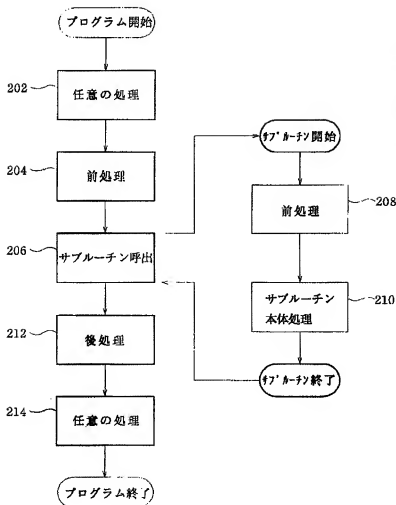 プログラム開始
202
任意の処理
204
前処理
206
サブルーチン呼出
212
後処理
214
任意の処理
プログラム終了
サブルーチン開始
前処理
208
サブルーチン
本体処理
210
サブルーチン終了